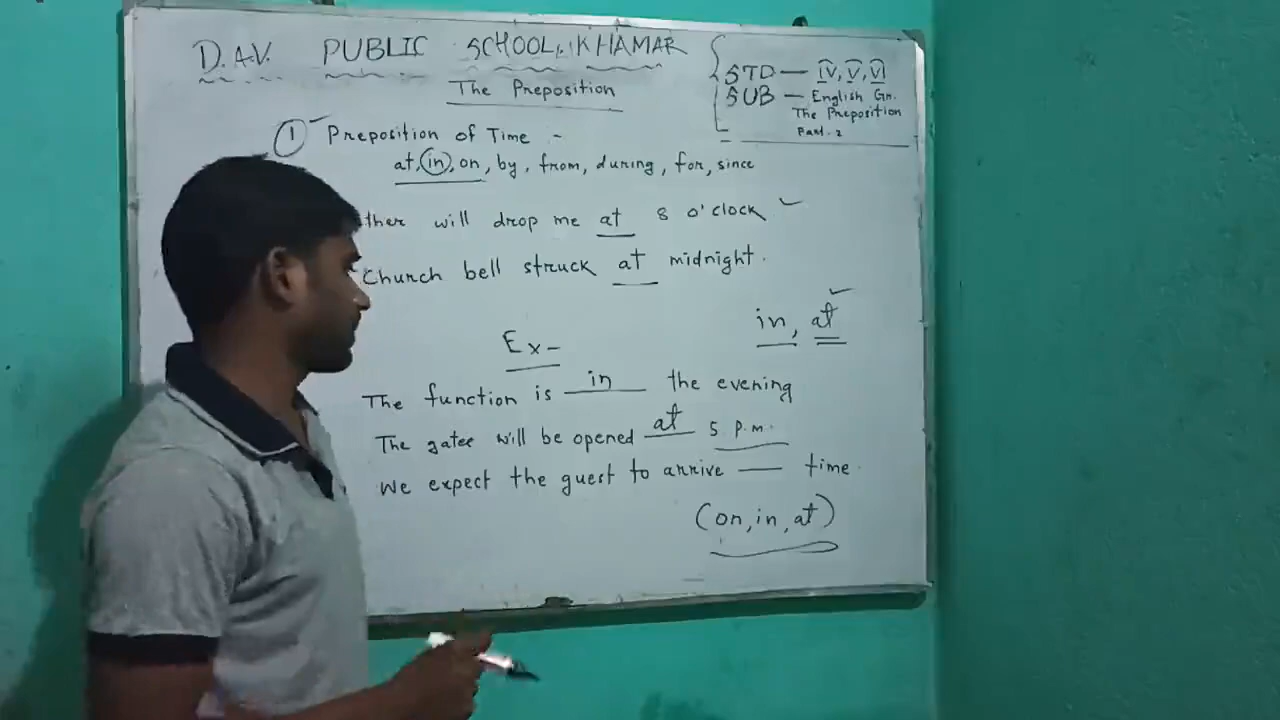 D.A.V. PUBLIC SCHOOL, KHAMAR
STD — IV, V, VI
SUB — English Gr.
The Preposition
Part - 2
The Preposition
1 Preposition of Time :-
at, in, on, by, from, during, for, since
ther will drop me at 8 o'clock
Church bell struck at midnight.
in, at
Ex-
The function is in the evening
The gates will be opened at 5 p.m.
We expect the guest to arrive — time.
(on, in, at)